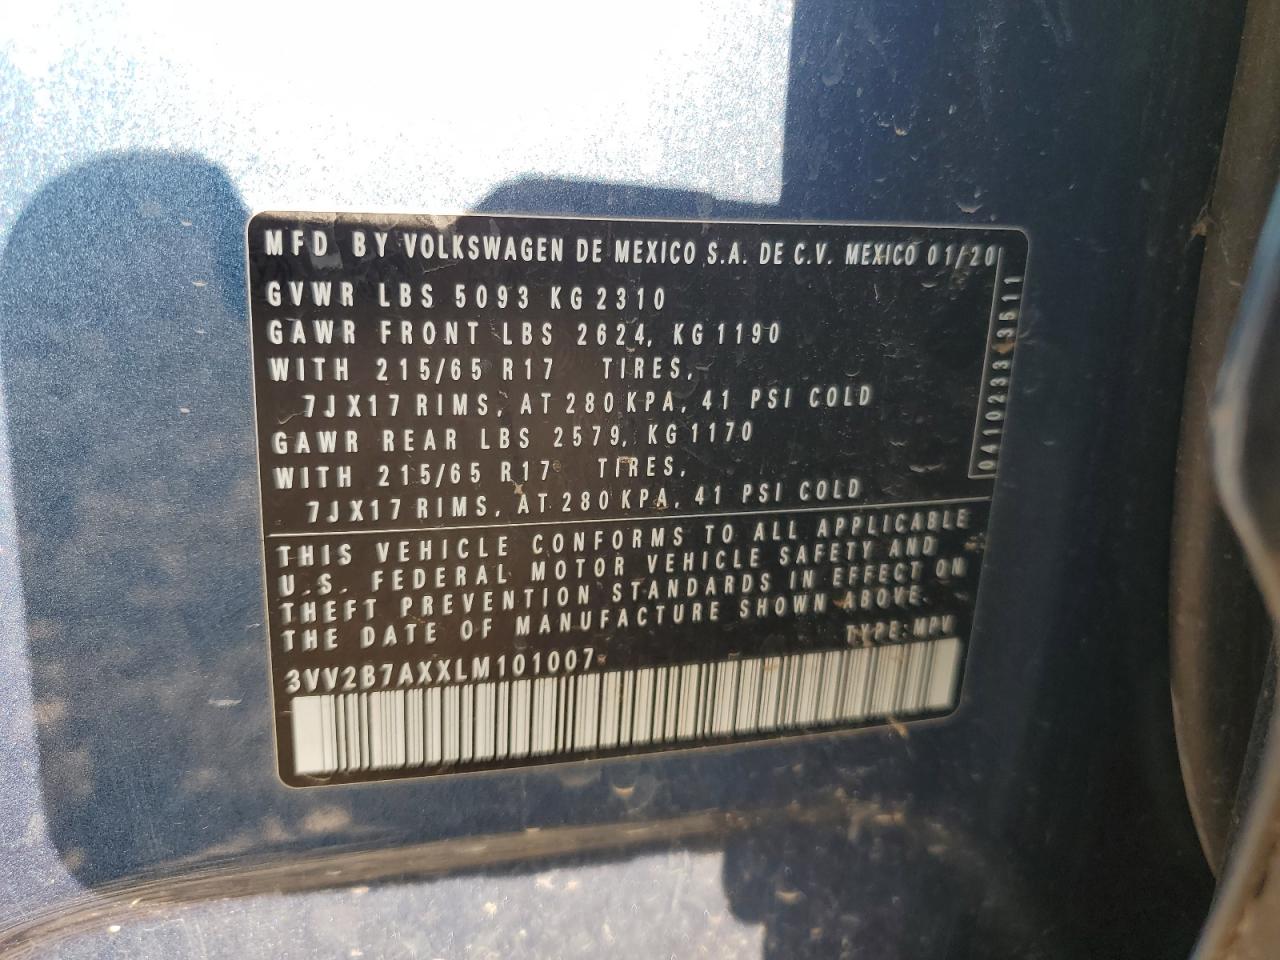 MFD BY VOLKSWAGEN DE MEXICO S.A. DE C.V. MEXICO 01/20
GVWR LBS 5093 KG 2310
GAWR FRONT LBS 2624, KG 1190
WITH 215/65 R17 TIRES,
7JX17 RIMS, AT 280 KPA, 41 PSI COLD
GAWR REAR LBS 2579, KG 1170
WITH 215/65 R17 TIRES,
7JX17 RIMS, AT 280 KPA, 41 PSI COLD
THIS VEHICLE CONFORMS TO ALL APPLICABLE
U.S. FEDERAL MOTOR VEHICLE SAFETY AND
THEFT PREVENTION STANDARDS IN EFFECT ON
THE DATE OF MANUFACTURE SHOWN ABOVE.
TYPE: MPV
3VV2B7AXXLM101007